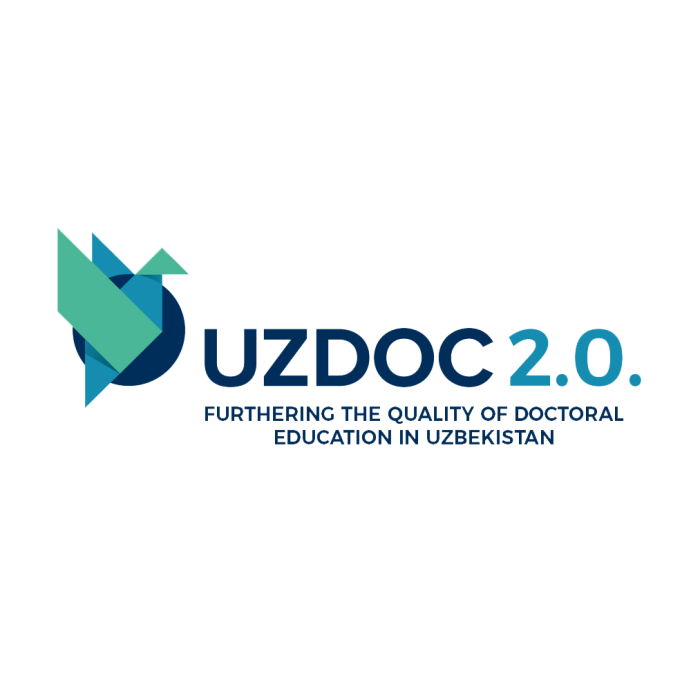 UZDOC 2.0.
FURTHERING THE QUALITY OF DOCTORAL
EDUCATION IN UZBEKISTAN